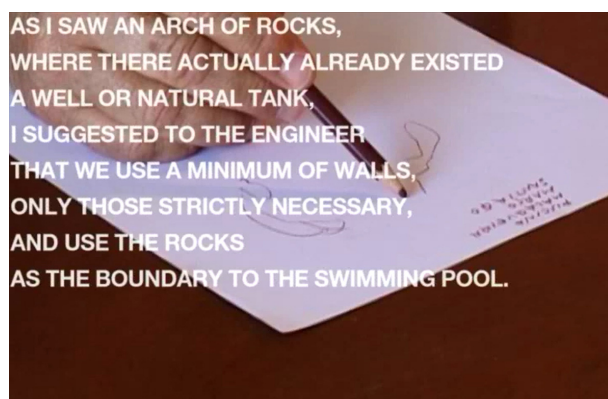 AS I SAW AN ARCH OF ROCKS,
WHERE THERE ACTUALLY ALREADY EXISTED
A WELL OR NATURAL TANK,
I SUGGESTED TO THE ENGINEER
THAT WE USE A MINIMUM OF WALLS,
ONLY THOSE STRICTLY NECESSARY,
AND USE THE ROCKS
AS THE BOUNDARY TO THE SWIMMING POOL.